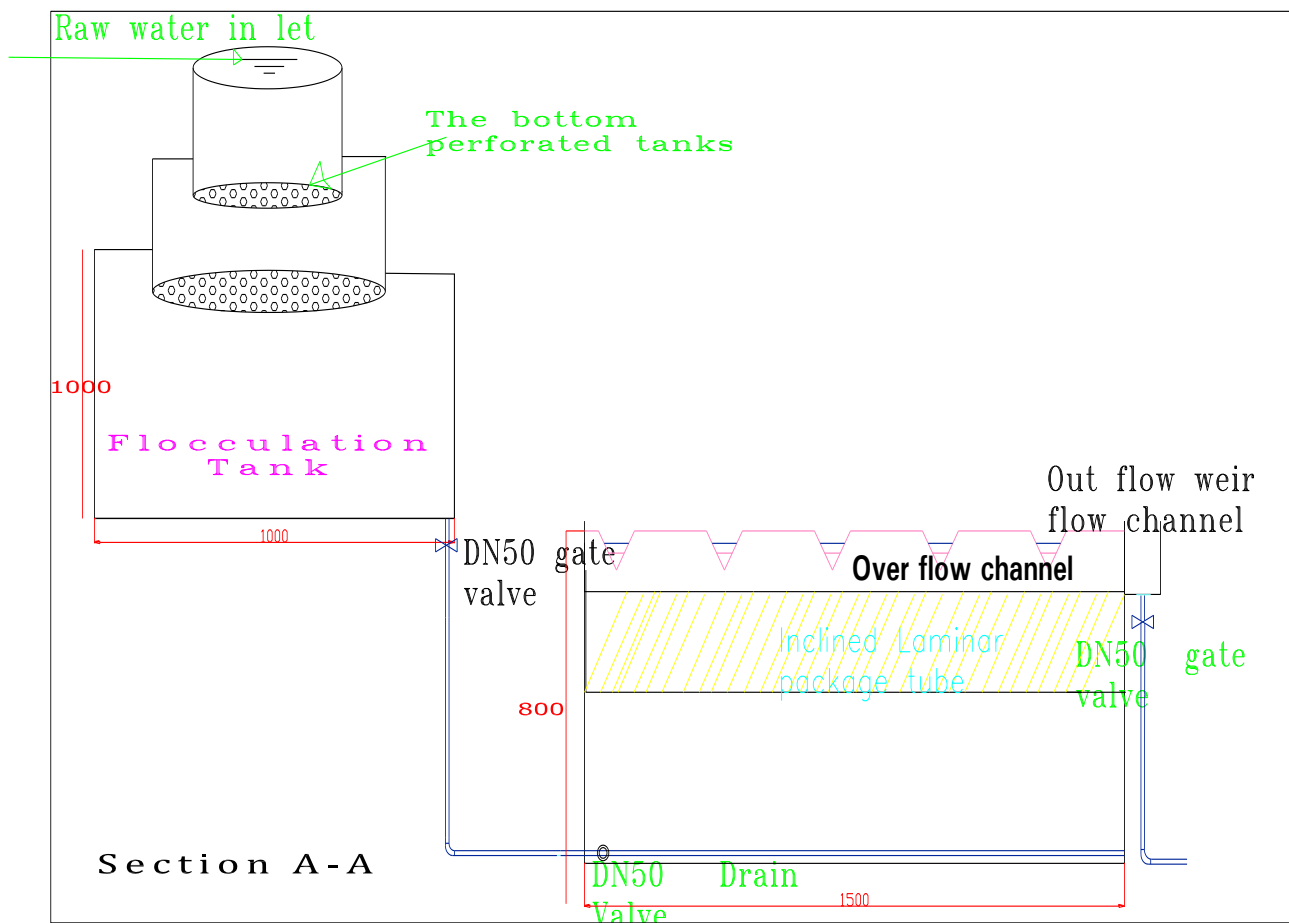 Raw water in let
The bottom
perforated tanks
1000
Flocculation
Tank
1000
DN50 gate
valve
Out flow weir
flow channel
Over flow channel
Inclined Laminar
package tube
DN50 gate
valve
800
Section A-A
DN50 Drain
Valve
1500